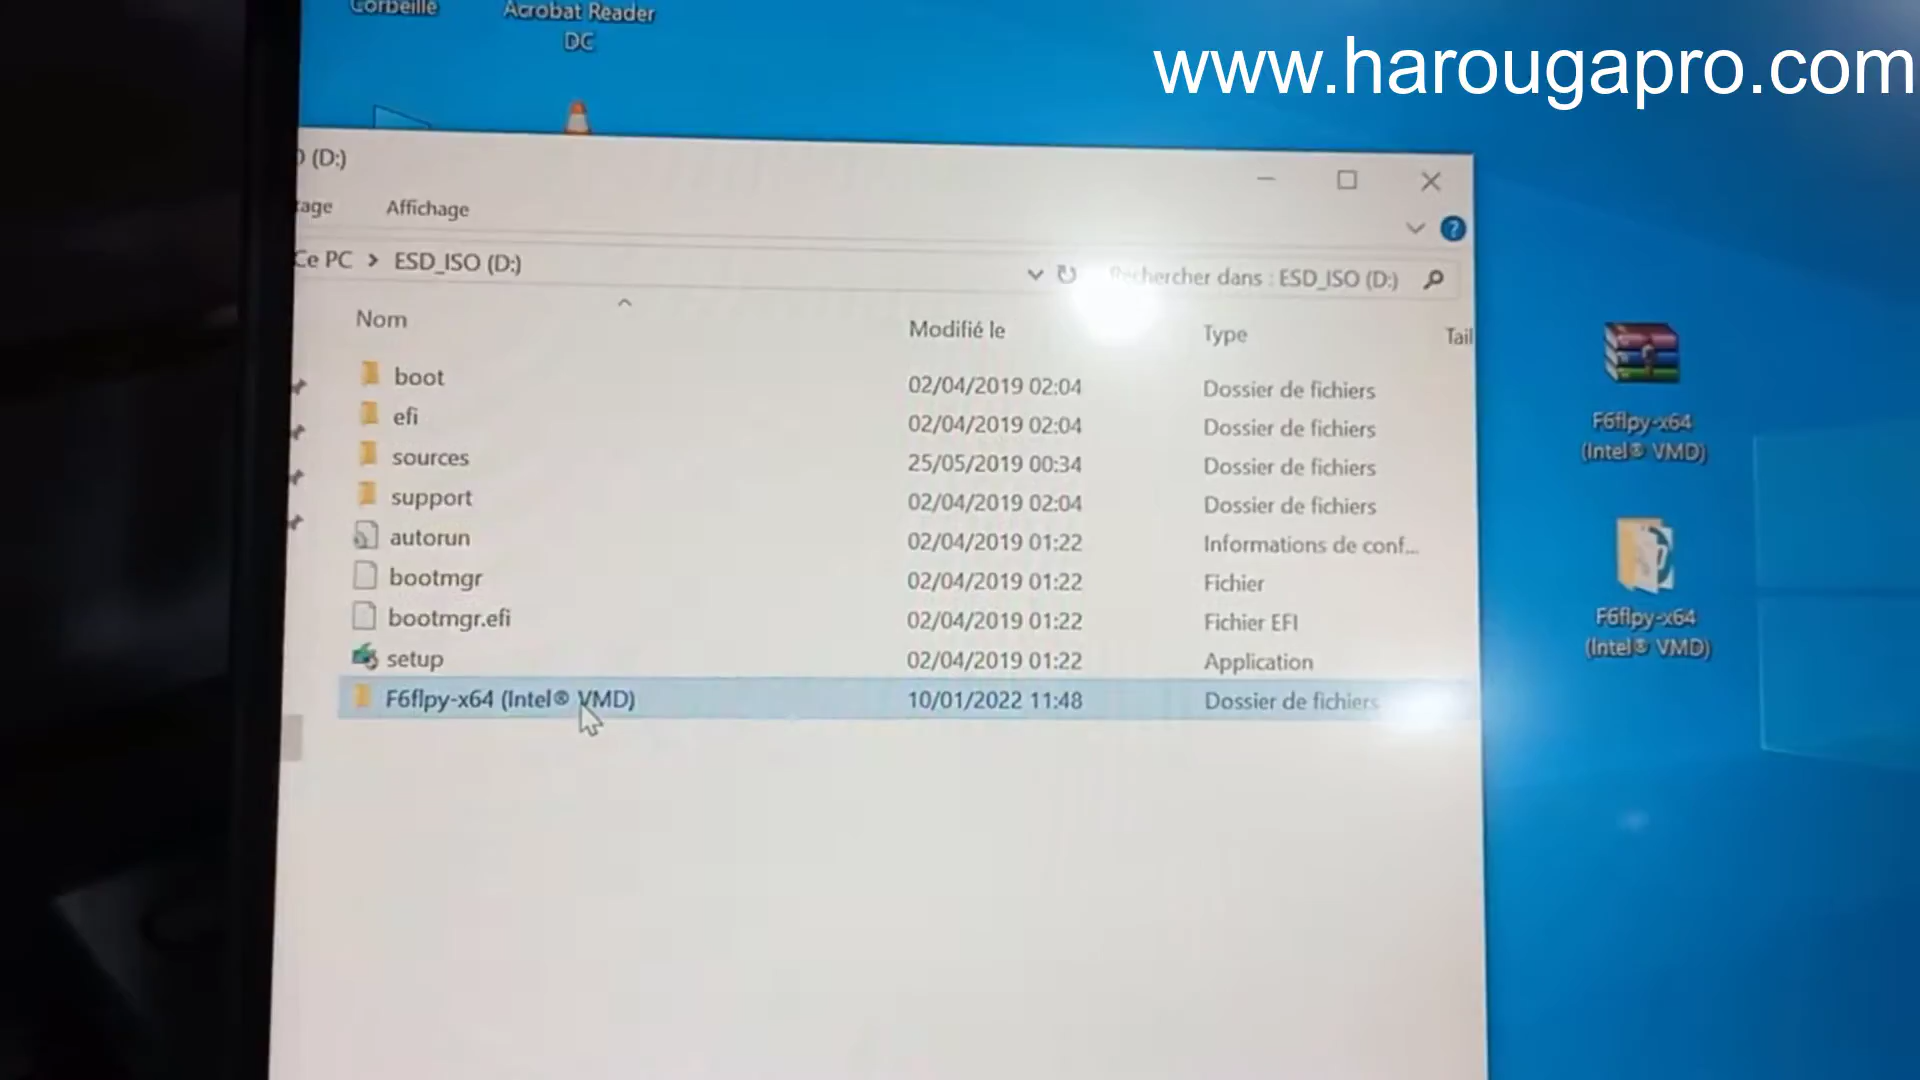 Corbeille
Acrobat Reader
DC
www.harougapro.com
(D:)
Affichage
Ce PC > ESD_ISO (D:)
Rechercher dans : ESD_ISO (D:)
Nom
Modifié le
Type
Tail
boot
02/04/2019 02:04
Dossier de fichiers
efi
02/04/2019 02:04
Dossier de fichiers
sources
25/05/2019 00:34
Dossier de fichiers
support
02/04/2019 02:04
Dossier de fichiers
autorun
02/04/2019 01:22
Informations de conf...
bootmgr
02/04/2019 01:22
Fichier
bootmgr.efi
02/04/2019 01:22
Fichier EFI
setup
02/04/2019 01:22
Application
F6flpy-x64 (Intel® VMD)
10/01/2022 11:48
Dossier de fichiers
F6flpy-x64
(Intel® VMD)
F6flpy-x64
(Intel® VMD)